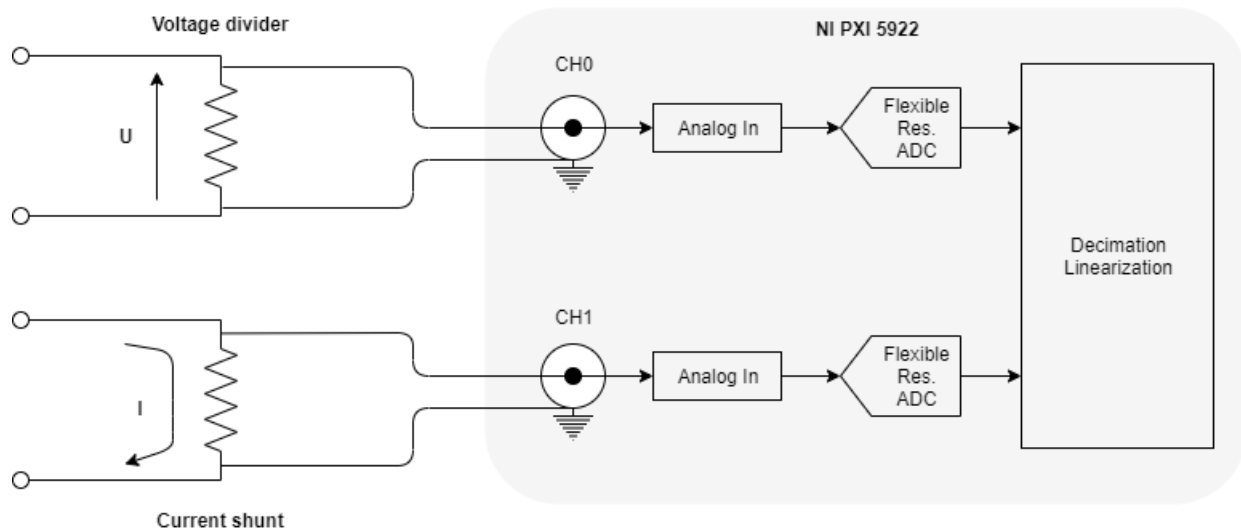 Voltage divider
NI PXI 5922
U
CH0
Analog In
Flexible
Res.
ADC
Decimation
Linearization
I
CH1
Analog In
Flexible
Res.
ADC
Current shunt